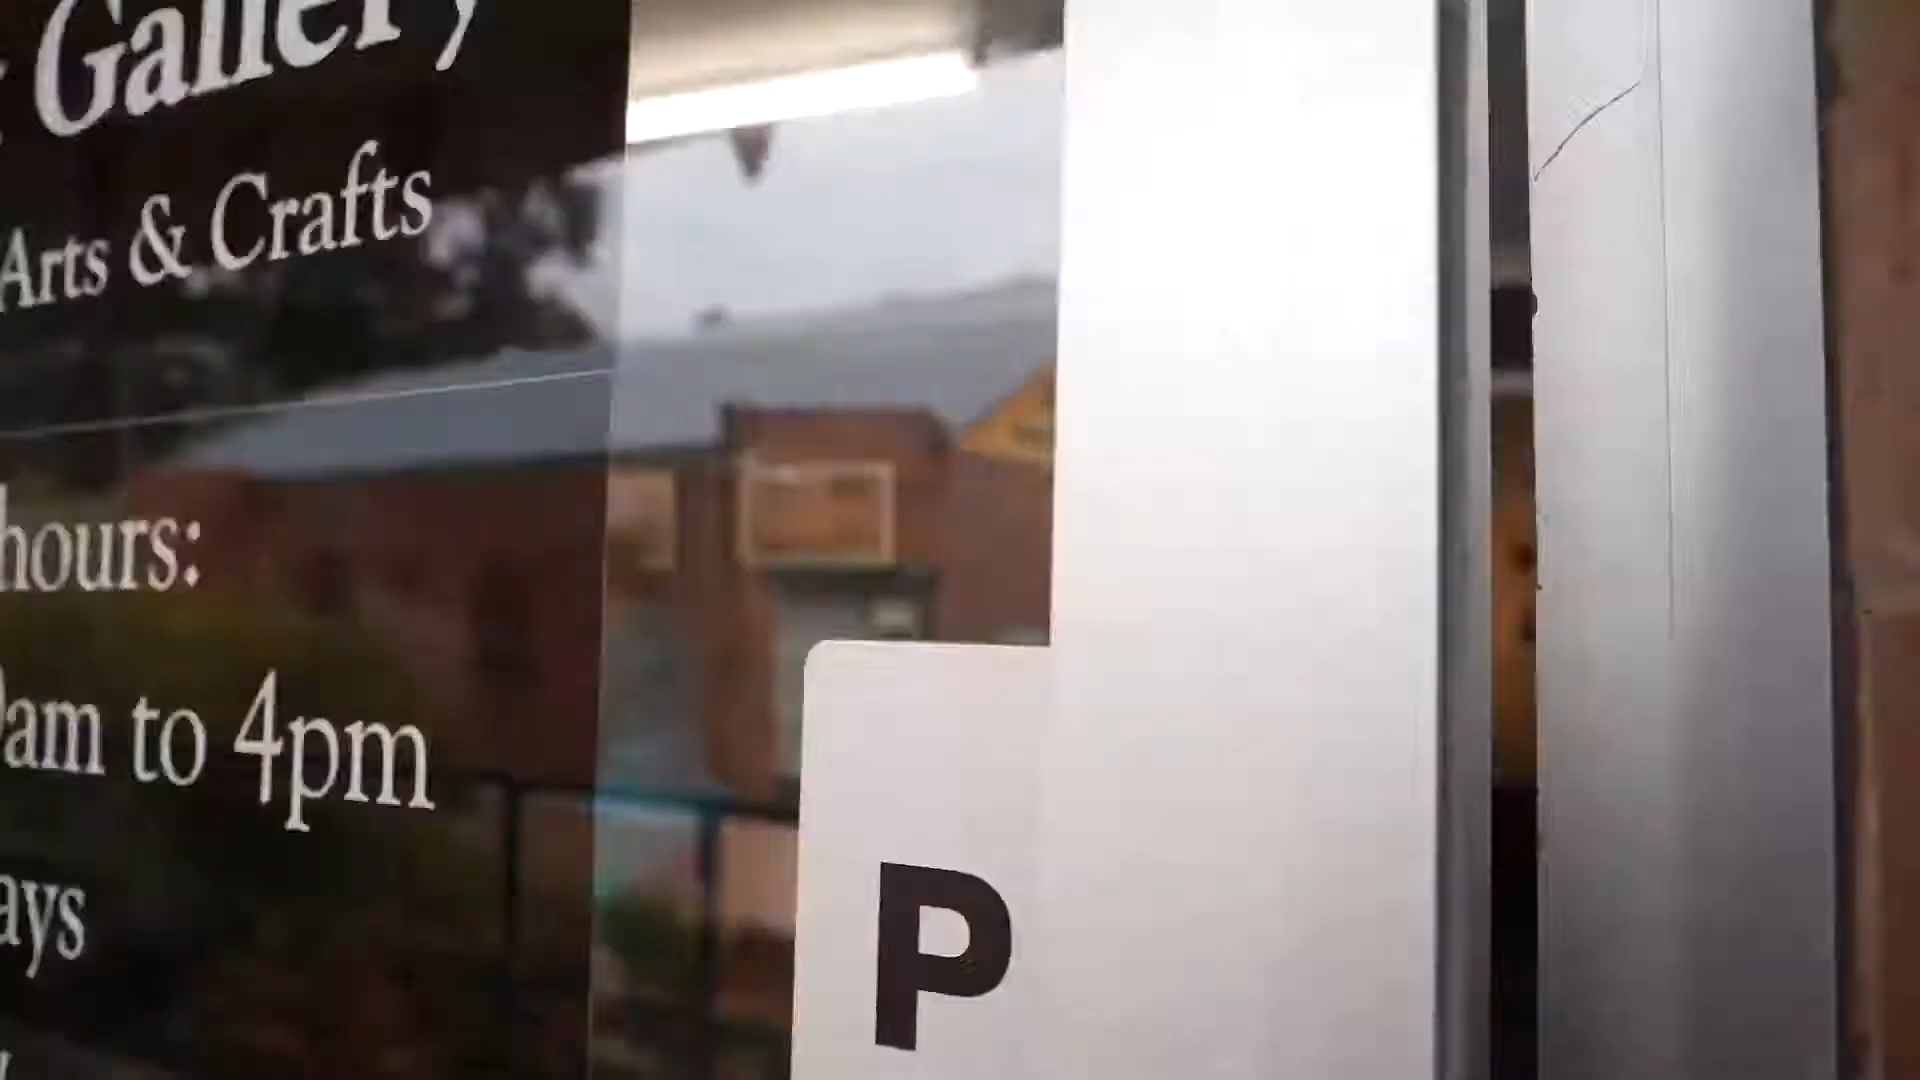 Gallery
Arts & Crafts
hours:
am to 4pm
ays
P